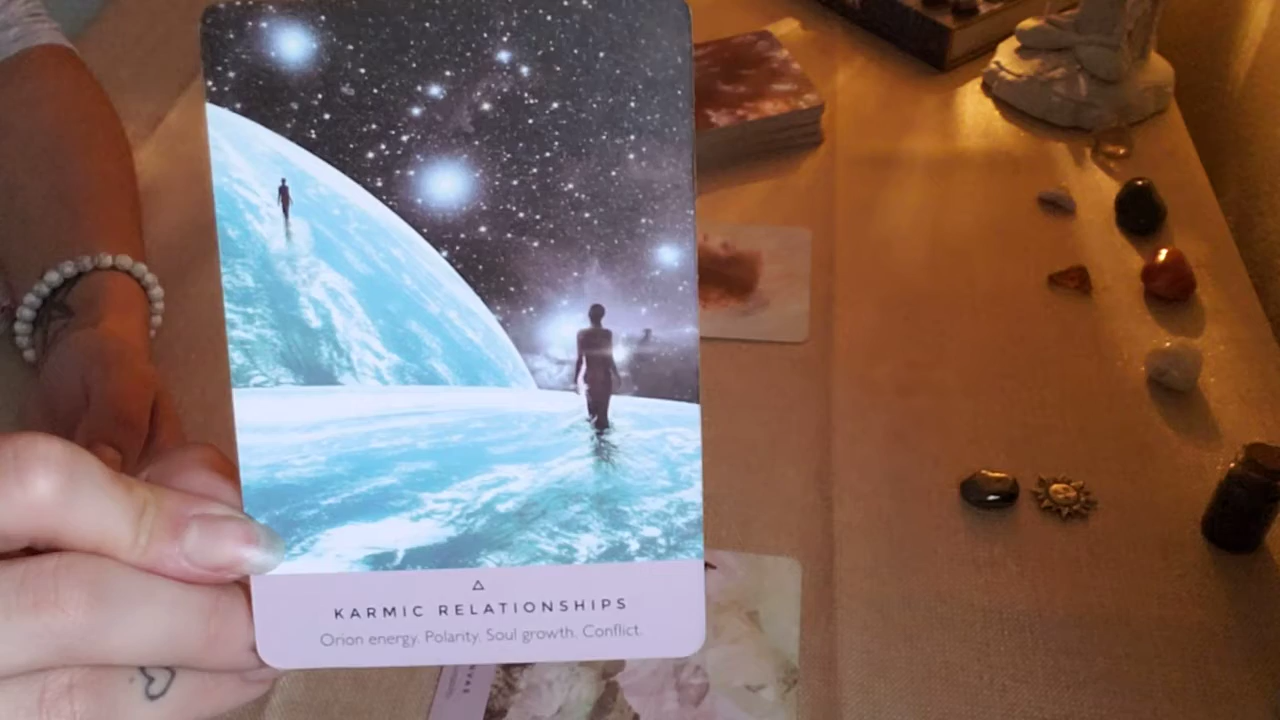 KARMIC RELATIONSHIPS
Orion energy. Polarity. Soul growth. Conflict.